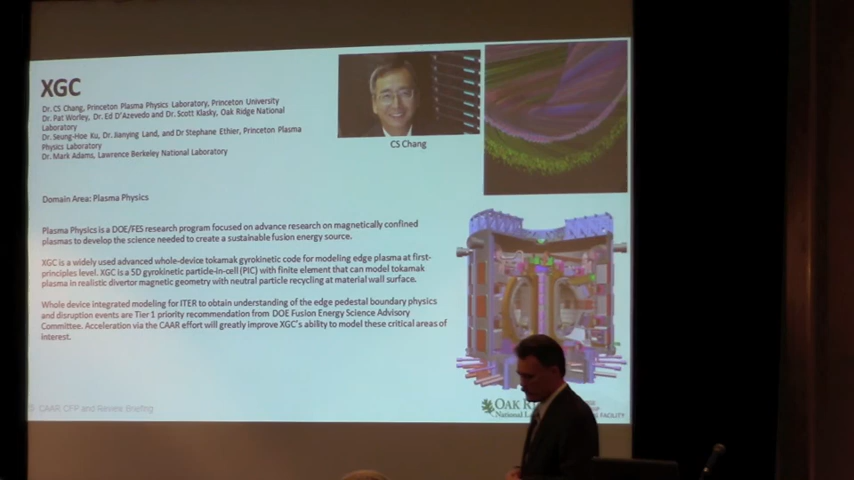 XGC
Dr. CS Chang, Princeton Plasma Physics Laboratory, Princeton University
Dr. Pat Worley, Dr. Ed D'Azevedo and Dr. Scott Klasky, Oak Ridge National
Laboratory
Dr. Seung-Hoe Ku, Dr. Jianying Lang, and Dr Stephane Ethier, Princeton Plasma
Physics Laboratory
Dr. Mark Adams, Lawrence Berkeley National Laboratory
CS Chang
Domain Area: Plasma Physics
Plasma Physics is a DOE/FES research program focused on advance research on magnetically confined
plasmas to develop the science needed to create a sustainable fusion energy source.
XGC is a widely used advanced whole-device tokamak gyrokinetic code for modeling edge plasma at first-
principles level. XGC is a 5D gyrokinetic particle-in-cell (PIC) with finite element that can model tokamak
plasma in realistic divertor magnetic geometry with neutral particle recycling at material wall surface.
Whole device integrated modeling for ITER to obtain understanding of the edge pedestal boundary physics
and disruption events are Tier 1 priority recommendation from DOE Fusion Energy Science Advisory
Committee. Acceleration via the CAAR effort will greatly improve XGC's ability to model these critical areas of
interest.
CAAR CFP and Review Briefing
OAK
National
FACILITY